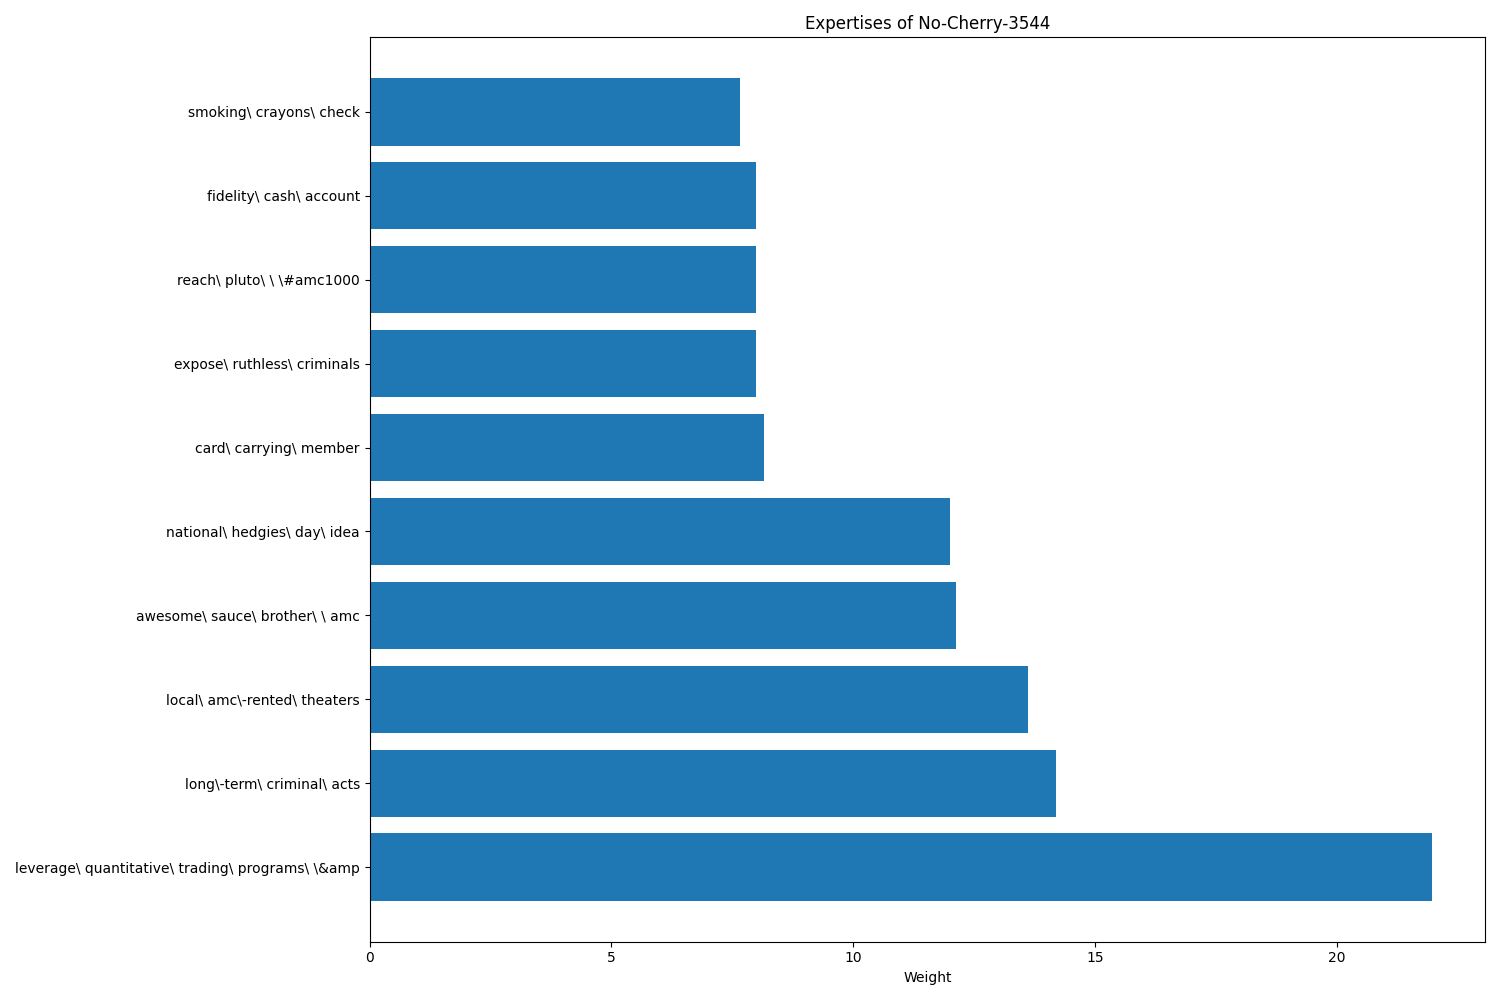 Expertises of No-Cherry-3544
smoking\ crayons\ check
fidelity\ cash\ account
reach\ pluto\ \ \#amc1000
expose\ ruthless\ criminals
card\ carrying\ member
national\ hedgies\ day\ idea
awesome\ sauce\ brother\ \ amc
local\ amc\-rented\ theaters
long\-term\ criminal\ acts
leverage\ quantitative\ trading\ programs\ \&amp
0 5 10 15 20
Weight